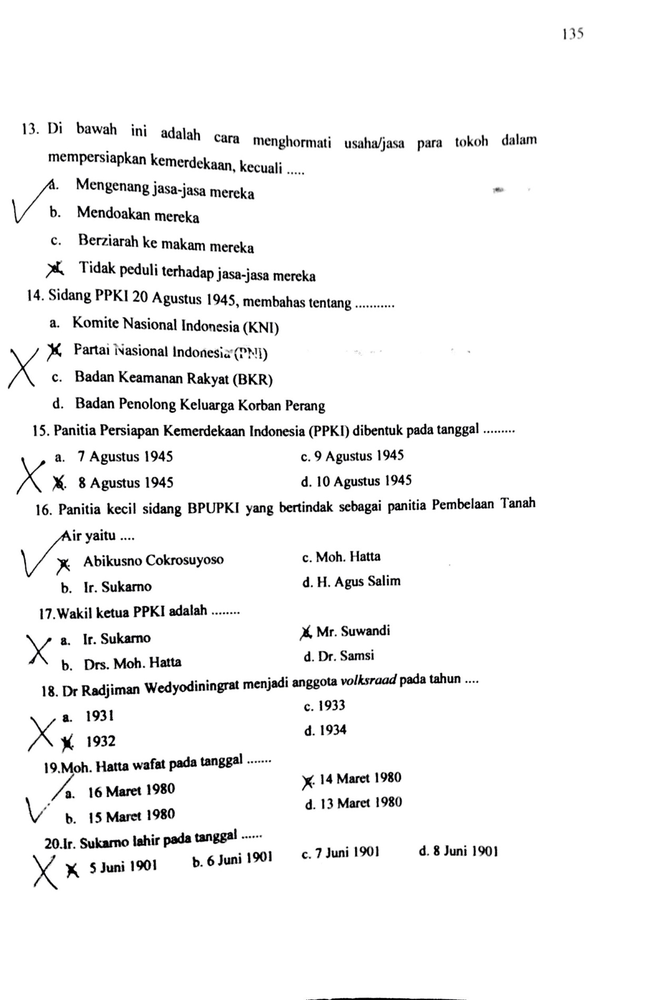 135
13. Di bawah ini adalah cara menghormati usaha/jasa para tokoh dalam
mempersiapkan kemerdekaan, kecuali .....
a. Mengenang jasa-jasa mereka
b. Mendoakan mereka
c. Berziarah ke makam mereka
d. Tidak peduli terhadap jasa-jasa mereka
14. Sidang PPKI 20 Agustus 1945, membahas tentang ...........
a. Komite Nasional Indonesia (KNI)
b. Partai Nasional Indonesia (PNI)
c. Badan Keamanan Rakyat (BKR)
d. Badan Penolong Keluarga Korban Perang
15. Panitia Persiapan Kemerdekaan Indonesia (PPKI) dibentuk pada tanggal .........
a. 7 Agustus 1945 c. 9 Agustus 1945
b. 8 Agustus 1945 d. 10 Agustus 1945
16. Panitia kecil sidang BPUPKI yang bertindak sebagai panitia Pembelaan Tanah
Air yaitu ....
a. Abikusno Cokrosuyoso c. Moh. Hatta
b. Ir. Sukarno d. H. Agus Salim
17.Wakil ketua PPKI adalah ........
a. Ir. Sukarno c. Mr. Suwandi
b. Drs. Moh. Hatta d. Dr. Samsi
18. Dr Radjiman Wedyodiningrat menjadi anggota volksraad pada tahun ....
a. 1931 c. 1933
b. 1932 d. 1934
19.Moh. Hatta wafat pada tanggal .......
a. 16 Maret 1980 c. 14 Maret 1980
b. 15 Maret 1980 d. 13 Maret 1980
20.Ir. Sukarno lahir pada tanggal ......
a. 5 Juni 1901 b. 6 Juni 1901 c. 7 Juni 1901 d. 8 Juni 1901